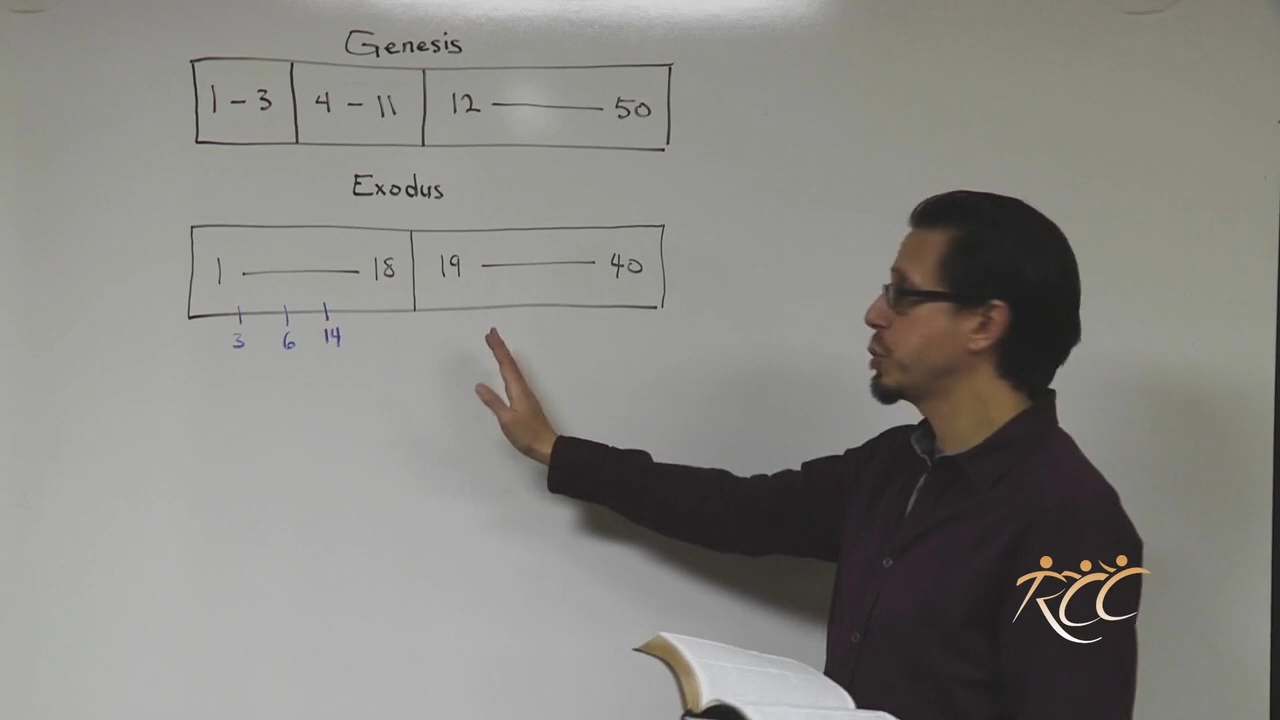 Genesis
1 - 3 4 - 11 12 — 50
Exodus
1 — 18 19 — 40
3 6 14
RCC